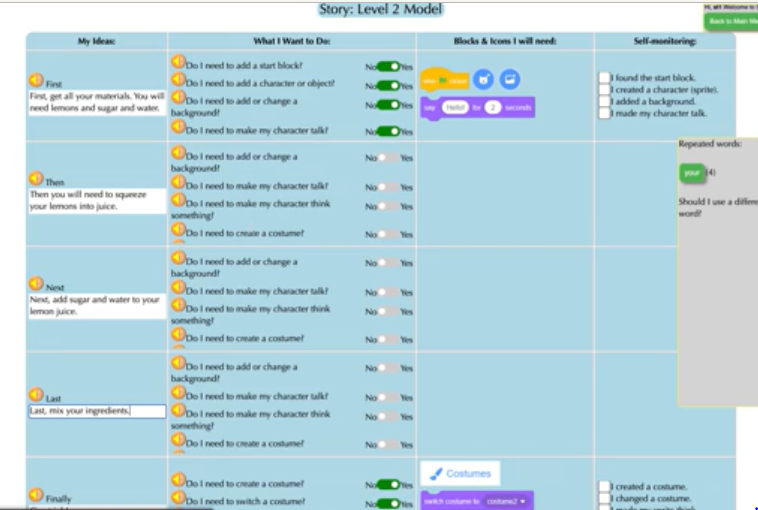 Story: Level 2 Model
Hi,
Back to Main
My Ideas:
What I Want to Do:
Blocks & Icons I will need:
Self-monitoring:
First
First, get all your materials. You will
need lemons and sugar and water.
Do I need to add a start block?
No Yes
Do I need to add a character or object?
No Yes
Do I need to add or change a
background?
No Yes
Do I need to make my character talk?
No Yes
say Hello! for 2 seconds
I found the start block.
I created a character (sprite).
I added a background.
I made my character talk.
Then
Then you will need to squeeze
your lemons into juice.
Do I need to add or change a
background?
No Yes
Do I need to make my character talk?
No Yes
Do I need to make my character think
something?
No Yes
Do I need to create a costume?
No Yes
Repeated words:
your (4)
Should I use a
word?
Next
Next, add sugar and water to your
lemon juice.
Do I need to add or change a
background?
No Yes
Do I need to make my character talk?
No Yes
Do I need to make my character think
something?
No Yes
Do I need to create a costume?
No Yes
Last
Last, mix your ingredients.
Do I need to add or change a
background?
No Yes
Do I need to make my character talk?
No Yes
Do I need to make my character think
something?
No Yes
Do I need to create a costume?
No Yes
Finally
Do I need to create a costume?
No Yes
Do I need to switch a costume?
No Yes
Costumes
switch costume to costume2
I created a costume.
I changed a costume.